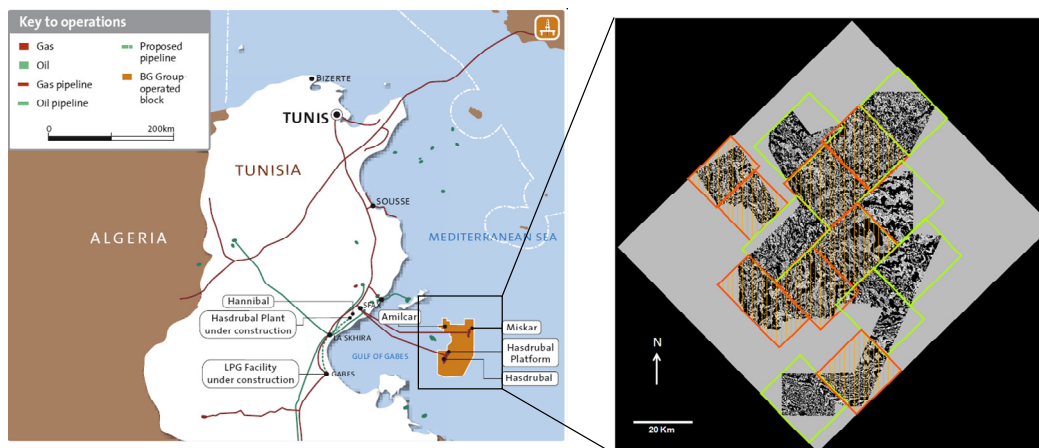 Key to operations
Gas
Oil
Gas pipeline
Oil pipeline
Proposed
pipeline
BG Group
operated
block
0
200km
BIZERTE
TUNIS
TUNISIA
SOUSSE
ALGERIA
MEDITERRANEAN SEA
Hannibal
SFAX
Hasdrubal Plant
under construction
Amilcar
Miskar
LA SKHIRA
GULF OF GABES
Hasdrubal
Platform
LPG Facility
under construction
GABES
Hasdrubal
N
20 Km